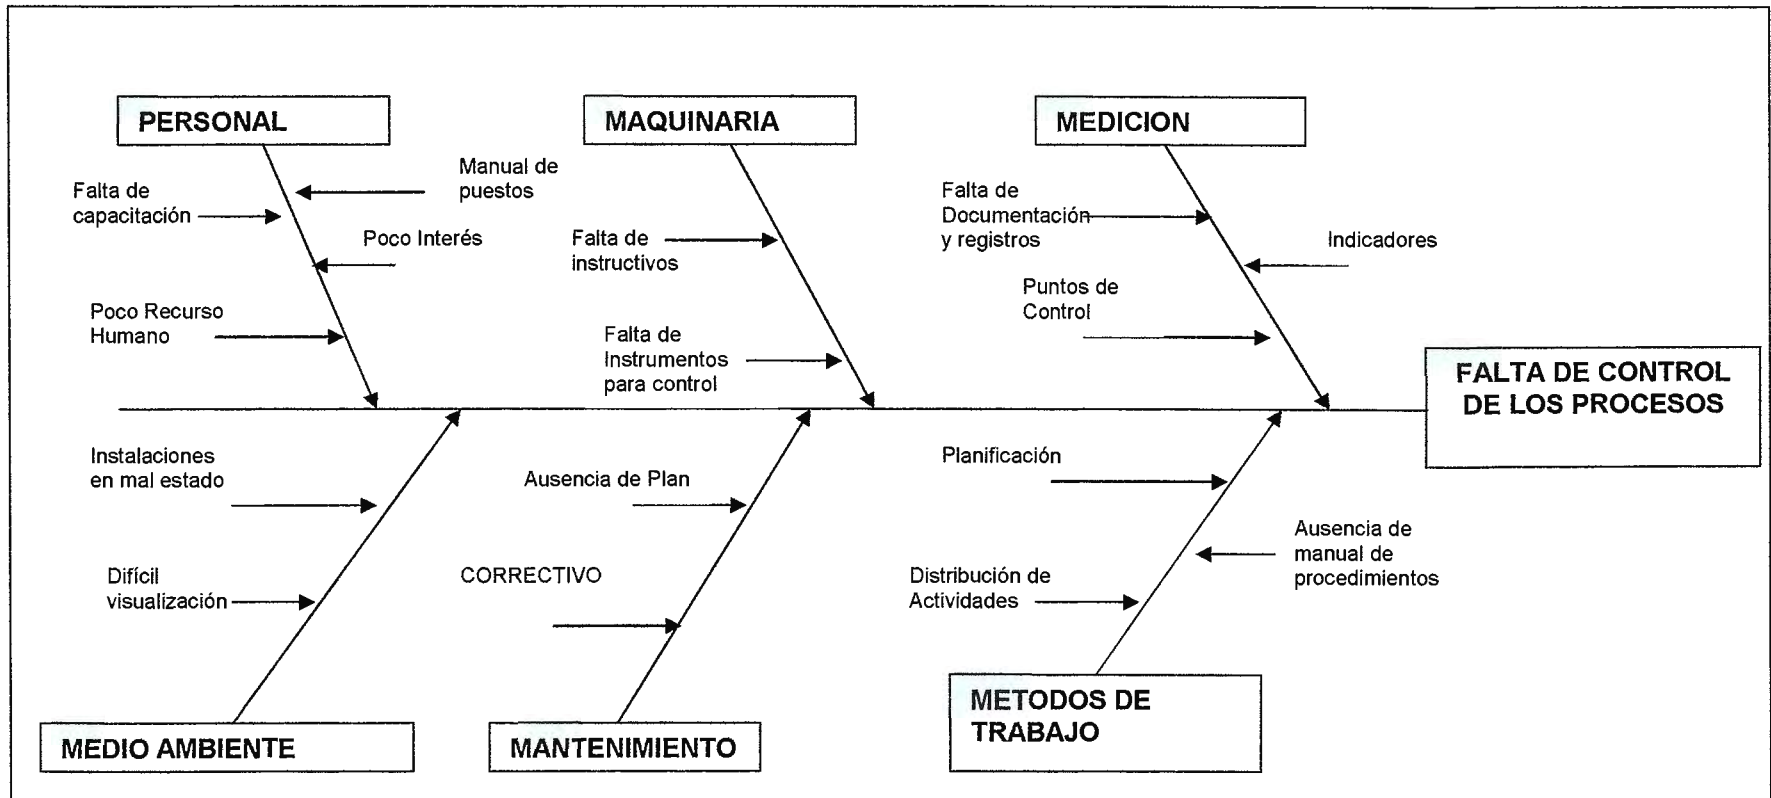 PERSONAL
MAQUINARIA
MEDICION
Manual de
puestos
Falta de
capacitación
Poco Interés
Poco Recurso
Humano
Falta de
instructivos
Falta de
Instrumentos
para control
Falta de
Documentación
y registros
Indicadores
Puntos de
Control
FALTA DE CONTROL
DE LOS PROCESOS
Instalaciones
en mal estado
Difícil
visualización
Ausencia de Plan
CORRECTIVO
Planificación
Ausencia de
manual de
procedimientos
Distribución de
Actividades
MEDIO AMBIENTE
MANTENIMIENTO
METODOS DE
TRABAJO